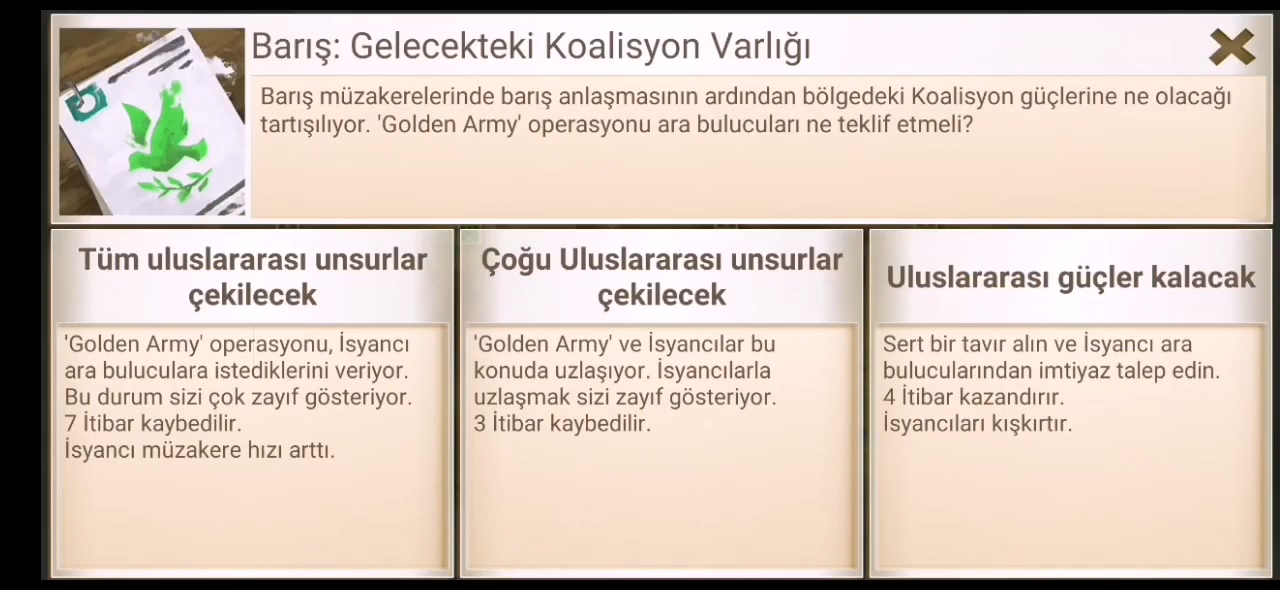 Barış: Gelecekteki Koalisyon Varlığı
Barış müzakerelerinde barış anlaşmasının ardından bölgedeki Koalisyon güçlerine ne olacağı
tartışılıyor. 'Golden Army' operasyonu ara bulucuları ne teklif etmeli?
Tüm uluslararası unsurlar
çekilecek
'Golden Army' operasyonu, İsyancı
ara buluculara istediklerini veriyor.
Bu durum sizi çok zayıf gösteriyor.
7 İtibar kaybedilir.
İsyancı müzakere hızı arttı.
Çoğu Uluslararası unsurlar
çekilecek
'Golden Army' ve İsyancılar bu
konuda uzlaşıyor. İsyancılarla
uzlaşmak sizi zayıf gösteriyor.
3 İtibar kaybedilir.
Uluslararası güçler kalacak
Sert bir tavır alın ve İsyancı ara
bulucularından imtiyaz talep edin.
4 İtibar kazandırır.
İsyancıları kışkırtır.